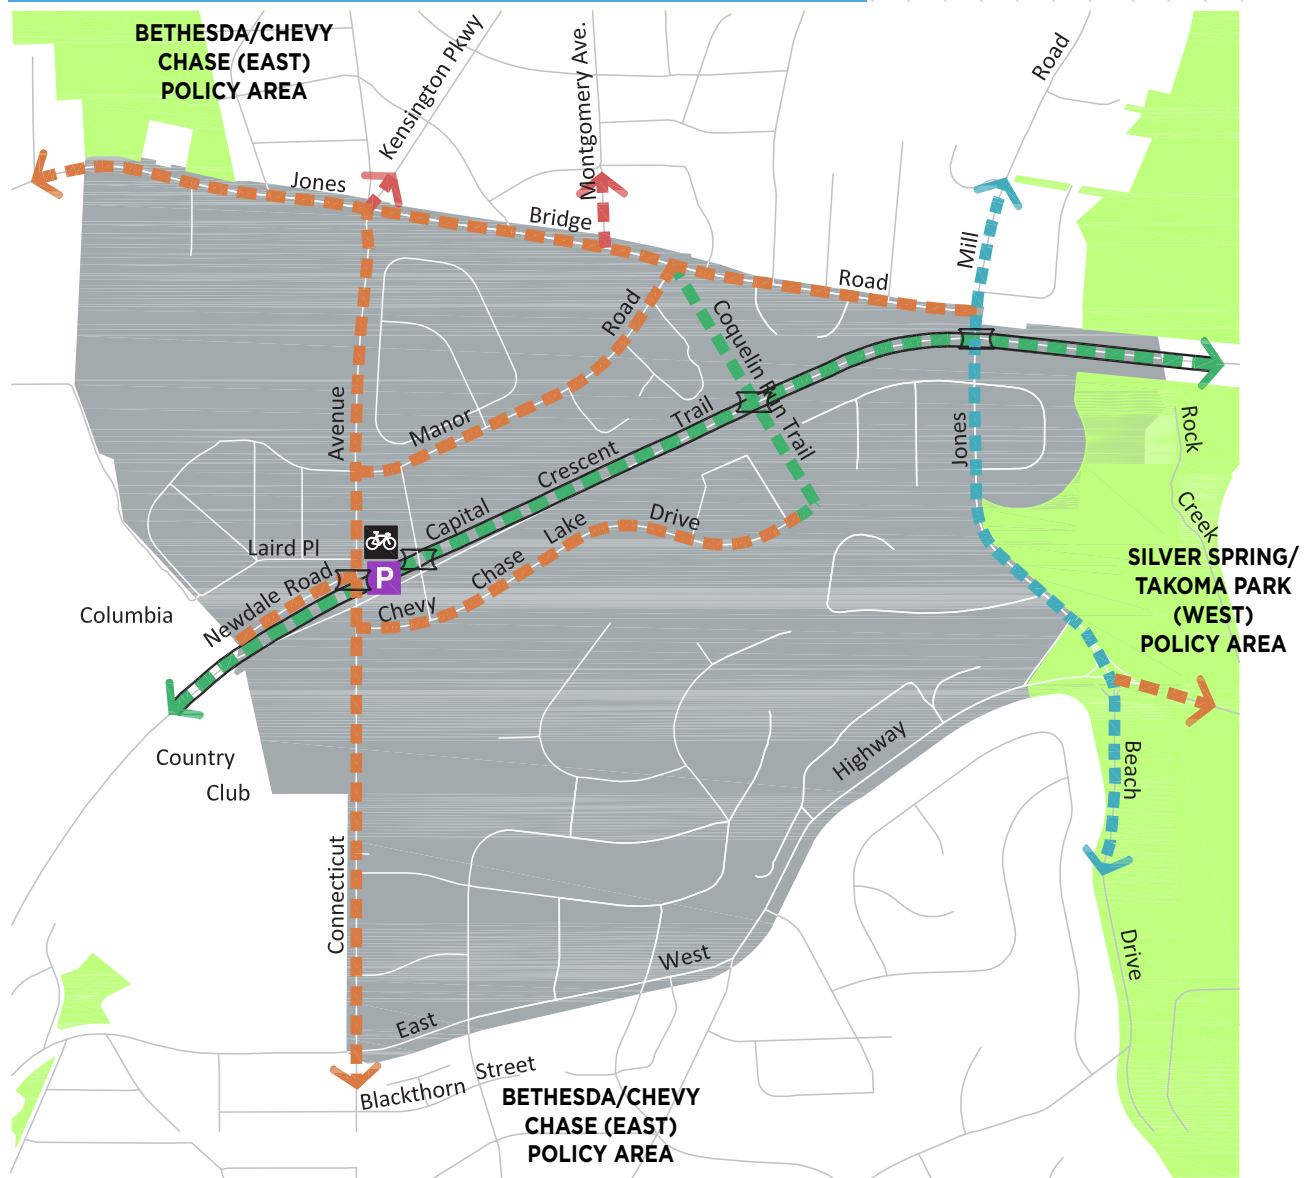 BETHESDA/CHEVY
CHASE (EAST)
POLICY AREA
Kensington Pkwy
Montgomery Ave.
Road
Jones
Bridge
Road
Mill
Road
Coquelin Run Trail
Avenue
Manor
Trail
Crescent
Capital
Jones
Rock
Creek
Laird Pl
Newdale Road
P
Chevy
Chase
Lake
Drive
Columbia
SILVER SPRING/
TAKOMA PARK
(WEST)
POLICY AREA
Country
Club
Highway
Beach
Connecticut
West
Drive
East
Blackthorn Street
BETHESDA/CHEVY
CHASE (EAST)
POLICY AREA